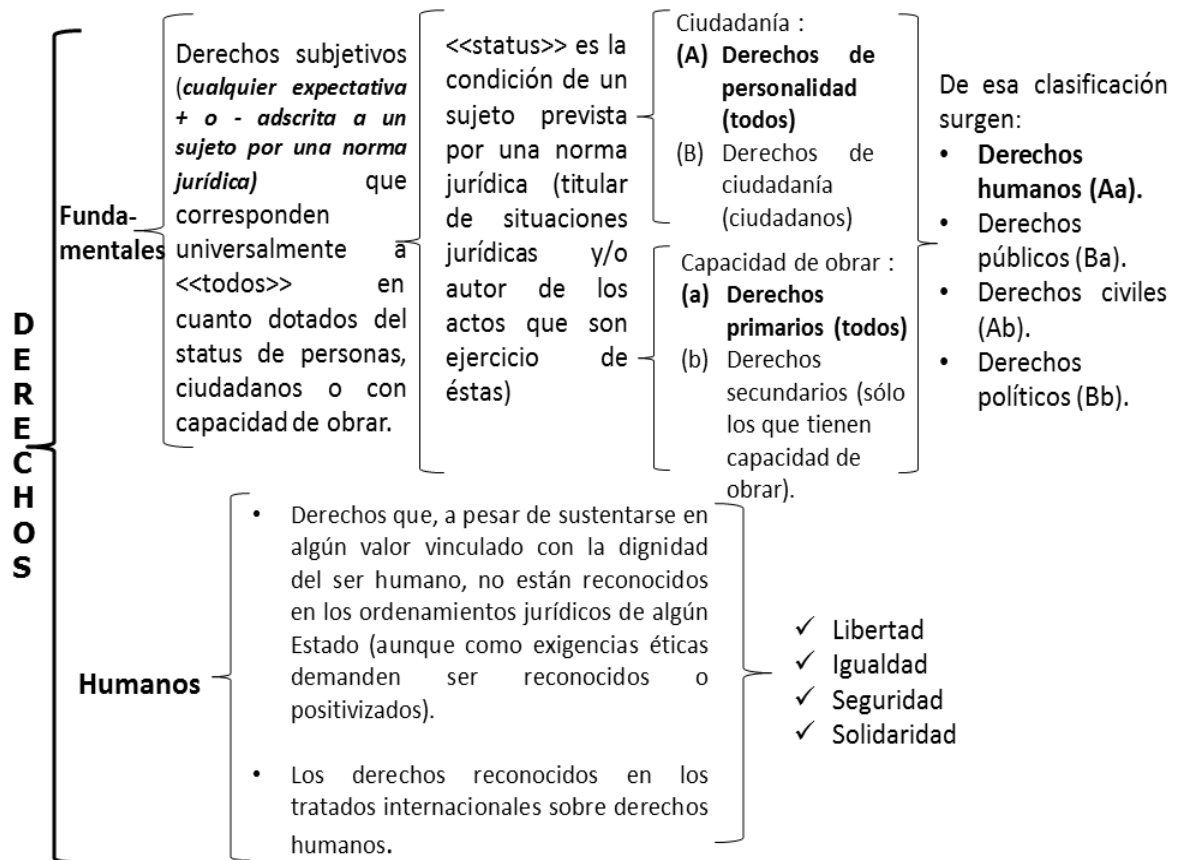 DERECHOS
Funda-
mentales
Derechos subjetivos
(cualquier expectativa
+ o - adscrita a un
sujeto por una norma
jurídica) que
corresponden
universalmente a
<<todos>> en
cuanto dotados del
status de personas,
ciudadanos o con
capacidad de obrar.
<<status>> es la
condición de un
sujeto prevista
por una norma
jurídica (titular
de situaciones
jurídicas y/o
autor de los
actos que son
ejercicio de
éstas)
Ciudadanía :
(A) Derechos de
personalidad
(todos)
(B) Derechos de
ciudadanía
(ciudadanos)
Capacidad de obrar :
(a) Derechos
primarios (todos)
(b) Derechos
secundarios (sólo
los que tienen
capacidad de
obrar).
De esa clasificación
surgen:
• Derechos
humanos (Aa).
• Derechos
públicos (Ba).
• Derechos civiles
(Ab).
• Derechos
políticos (Bb).
Humanos
• Derechos que, a pesar de sustentarse en
algún valor vinculado con la dignidad
del ser humano, no están reconocidos
en los ordenamientos jurídicos de algún
Estado (aunque como exigencias éticas
demanden ser reconocidos o
positivizados).
• Los derechos reconocidos en los
tratados internacionales sobre derechos
humanos.
✓ Libertad
✓ Igualdad
✓ Seguridad
✓ Solidaridad